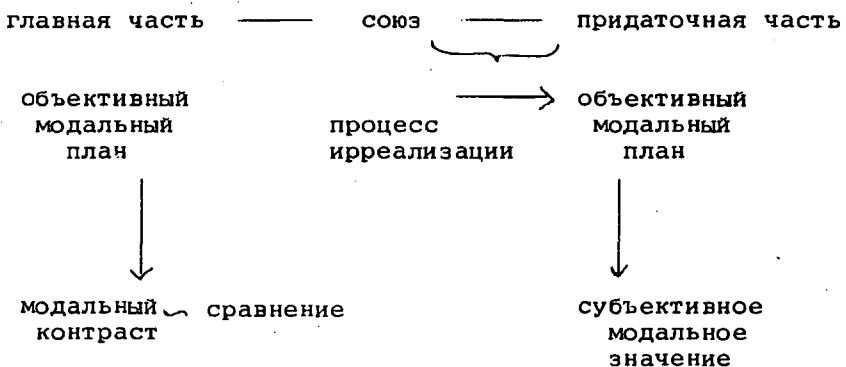 главная часть — союз — придаточная часть
объективный объективный
модальный процесс модальный
план ирреализации план
модальный сравнение субъективное
контраст модальное
значение